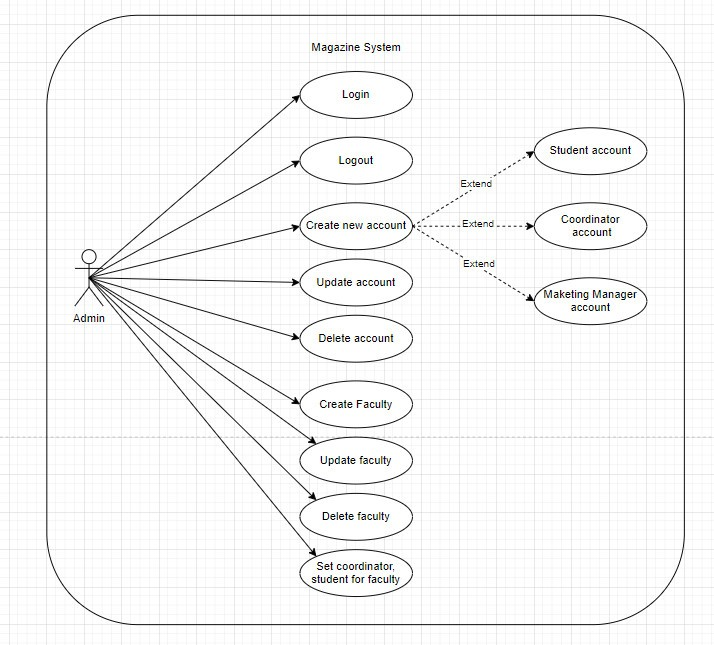 Magazine System
Login
Logout
Create new account
Update account
Delete account
Create Faculty
Update faculty
Delete faculty
Set coordinator,
student for faculty
Admin
Extend
Extend
Extend
Student account
Coordinator
account
Maketing Manager
account